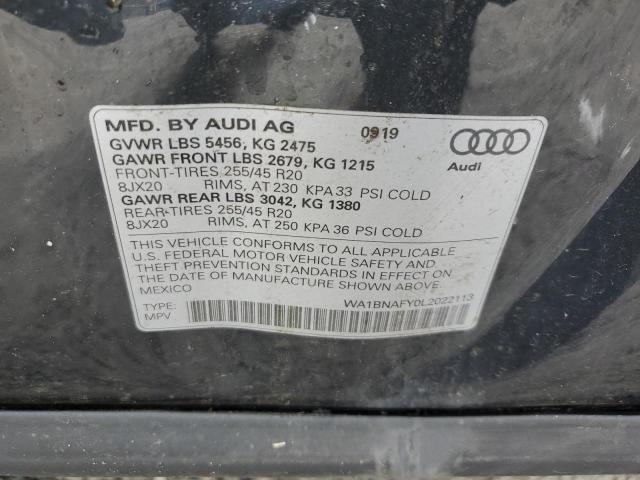 MFD. BY AUDI AG 0919
GVWR LBS 5456, KG 2475
GAWR FRONT LBS 2679, KG 1215
FRONT-TIRES 255/45 R20
8JX20 RIMS, AT 230 KPA 33 PSI COLD
GAWR REAR LBS 3042, KG 1380
REAR-TIRES 255/45 R20
8JX20 RIMS, AT 250 KPA 36 PSI COLD
Audi
THIS VEHICLE CONFORMS TO ALL APPLICABLE
U.S. FEDERAL MOTOR VEHICLE SAFETY AND
THEFT PREVENTION STANDARDS IN EFFECT ON
THE DATE OF MANUFACTURE SHOWN ABOVE.
MEXICO
TYPE: WA1BNAFY0L2022113
MPV